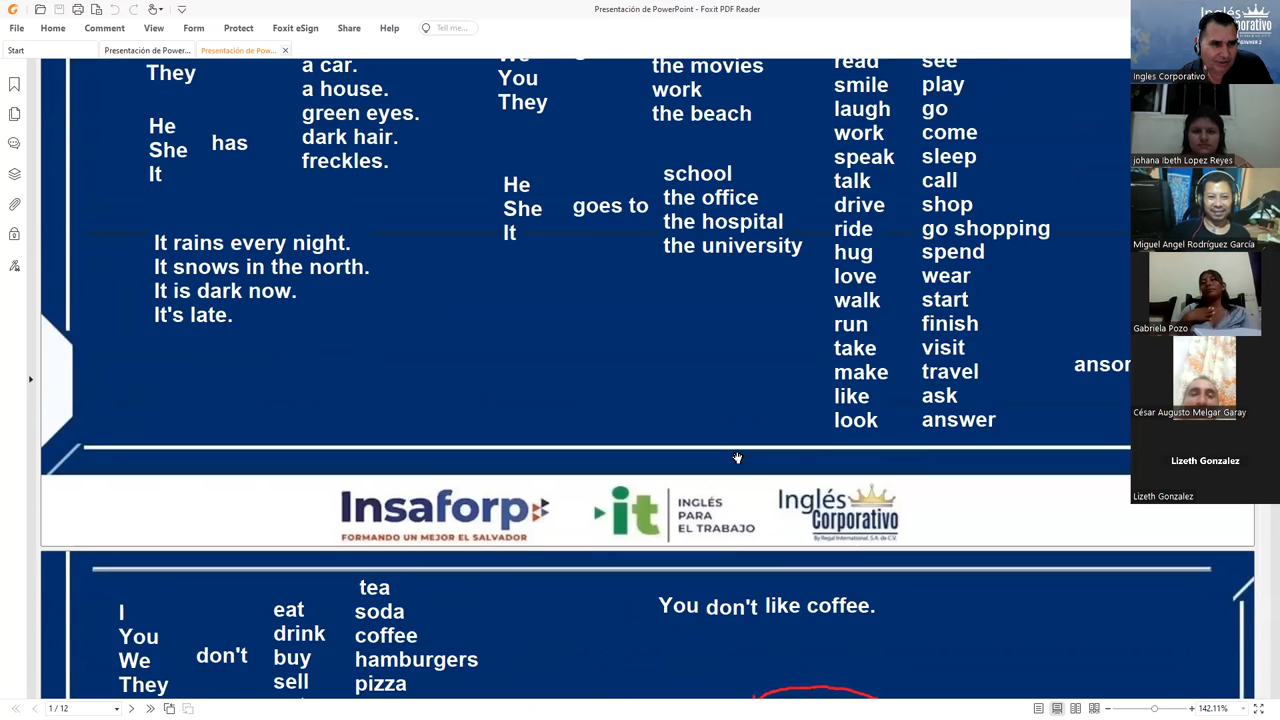 Presentación de PowerPoint - Foxit PDF Reader
File
Home
Comment
View
Form
Protect
Foxit eSign
Share
Help
Tell me...
Start
Presentación de Power...
Presentación de Pow...
They
a car.
a house.
green eyes.
dark hair.
freckles.
He
She
It
has
It rains every night.
It snows in the north.
It is dark now.
It's late.
We
You
They
the movies
work
the beach
He
She
It
goes to
school
the office
the hospital
the university
read
smile
laugh
work
speak
talk
drive
ride
hug
love
walk
run
take
make
like
look
see
play
go
come
sleep
call
shop
go shopping
spend
wear
start
finish
visit
travel
ask
answer
ansor
Insaforp
FORMANDO UN MEJOR EL SALVADOR
it
INGLÉS
PARA
EL TRABAJO
Inglés
Corporativo
By Regal International, S.A. de C.V.
I
You
We
They
don't
eat
drink
buy
sell
tea
soda
coffee
hamburgers
pizza
You don't like coffee.
1 / 12
142.11%
Ingles Corporativo
johana Ibeth Lopez Reyes
Miguel Angel Rodríguez García
Gabriela Pozo
César Augusto Melgar Garay
Lizeth Gonzalez
Lizeth Gonzalez